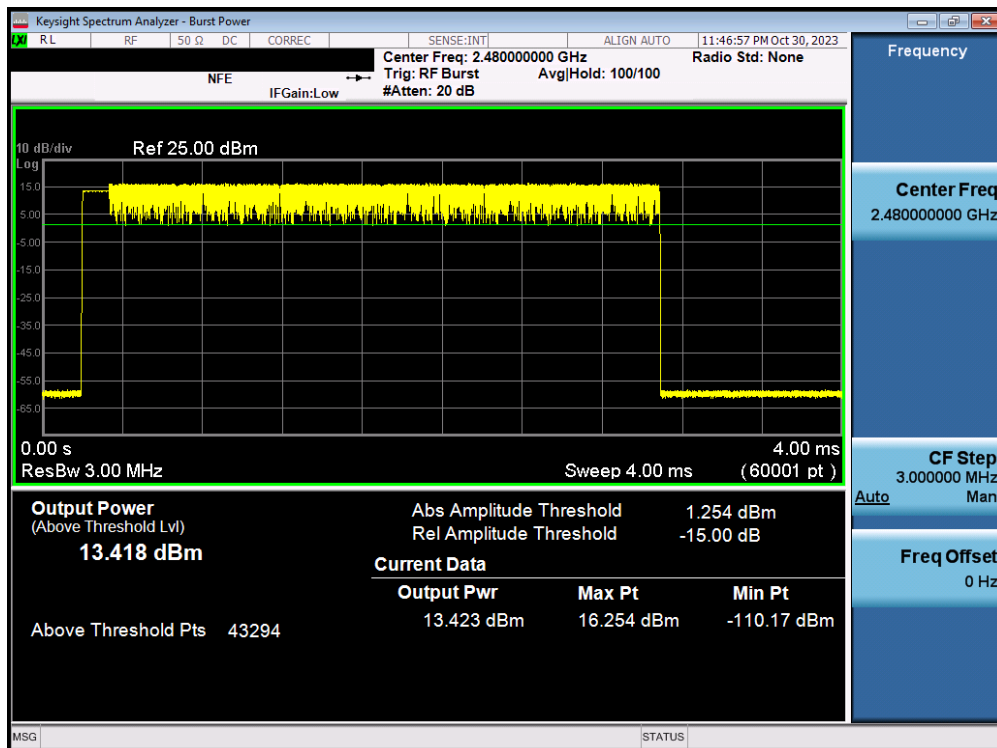 Keysight Spectrum Analyzer - Burst Power
LXI RL RF 50 Ω DC CORREC SENSE:INT ALIGN AUTO 11:46:57 PM Oct 30, 2023
Center Freq: 2.480000000 GHz Radio Std: None
NFE Trig: RF Burst Avg|Hold: 100/100
IFGain:Low #Atten: 20 dB
10 dB/div Ref 25.00 dBm
Log
15.0
5.00
-5.00
-15.0
-25.0
-35.0
-45.0
-55.0
-65.0
0.00 s 4.00 ms
ResBw 3.00 MHz Sweep 4.00 ms (60001 pt)
Output Power
(Above Threshold Lvl)
13.418 dBm
Above Threshold Pts 43294
Abs Amplitude Threshold 1.254 dBm
Rel Amplitude Threshold -15.00 dB
Current Data
Output Pwr Max Pt Min Pt
13.423 dBm 16.254 dBm -110.17 dBm
Frequency
Center Freq
2.480000000 GHz
CF Step
3.000000 MHz
Auto Man
Freq Offset
0 Hz
MSG STATUS